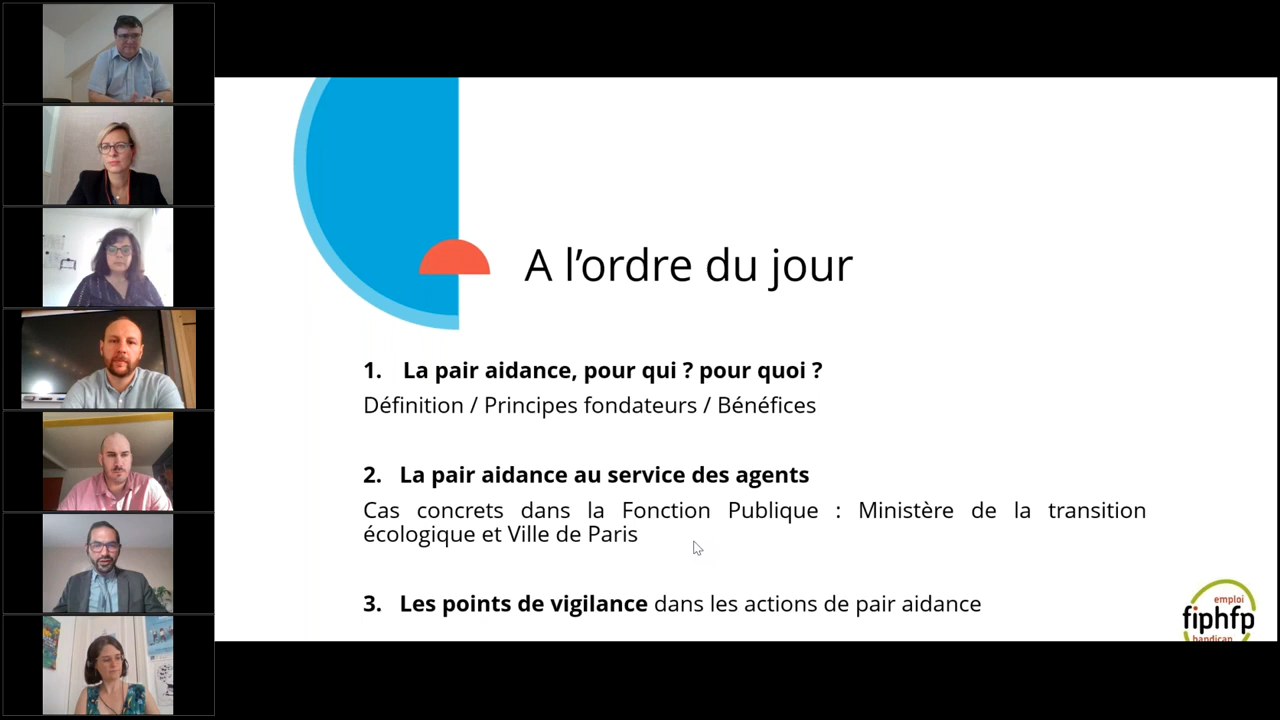 A l’ordre du jour
1. La pair aidance, pour qui ? pour quoi ?
Définition / Principes fondateurs / Bénéfices
2. La pair aidance au service des agents
Cas concrets dans la Fonction Publique : Ministère de la transition
écologique et Ville de Paris
3. Les points de vigilance dans les actions de pair aidance
emploi
fiphfp
handicap